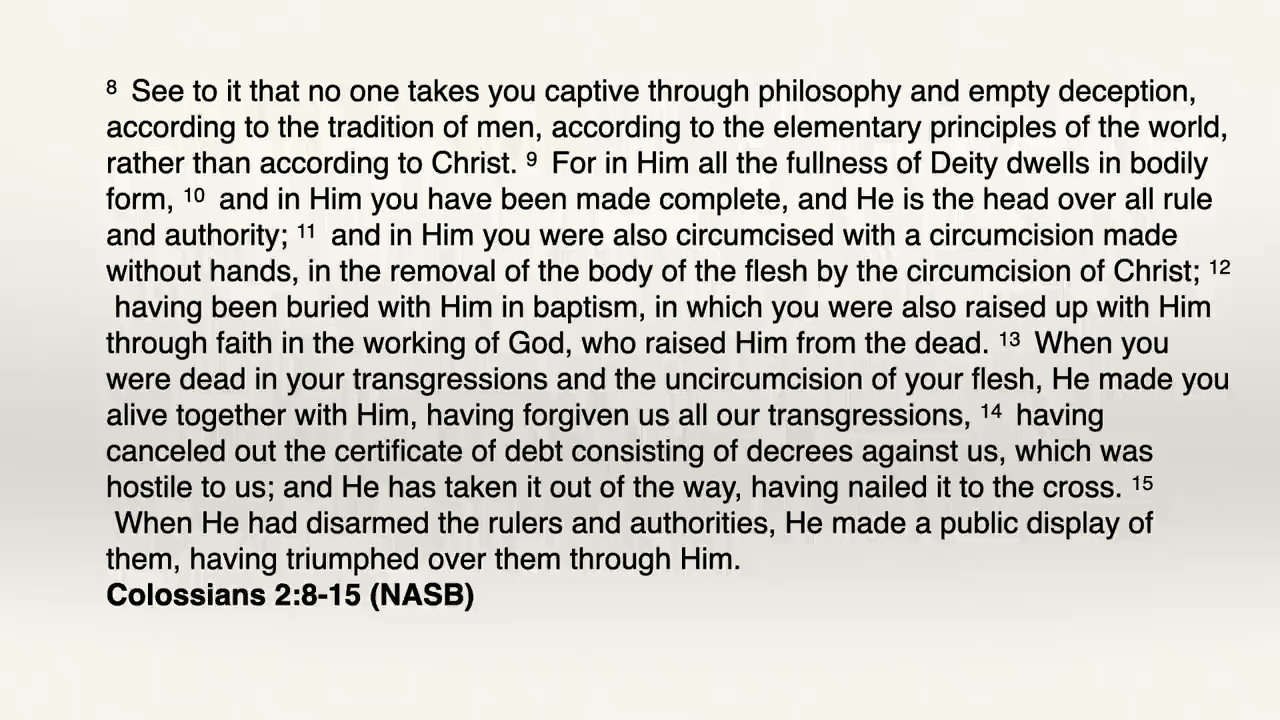 8 See to it that no one takes you captive through philosophy and empty deception,
according to the tradition of men, according to the elementary principles of the world,
rather than according to Christ. 9 For in Him all the fullness of Deity dwells in bodily
form, 10 and in Him you have been made complete, and He is the head over all rule
and authority; 11 and in Him you were also circumcised with a circumcision made
without hands, in the removal of the body of the flesh by the circumcision of Christ; 12
having been buried with Him in baptism, in which you were also raised up with Him
through faith in the working of God, who raised Him from the dead. 13 When you
were dead in your transgressions and the uncircumcision of your flesh, He made you
alive together with Him, having forgiven us all our transgressions, 14 having
canceled out the certificate of debt consisting of decrees against us, which was
hostile to us; and He has taken it out of the way, having nailed it to the cross. 15
When He had disarmed the rulers and authorities, He made a public display of
them, having triumphed over them through Him.
Colossians 2:8-15 (NASB)